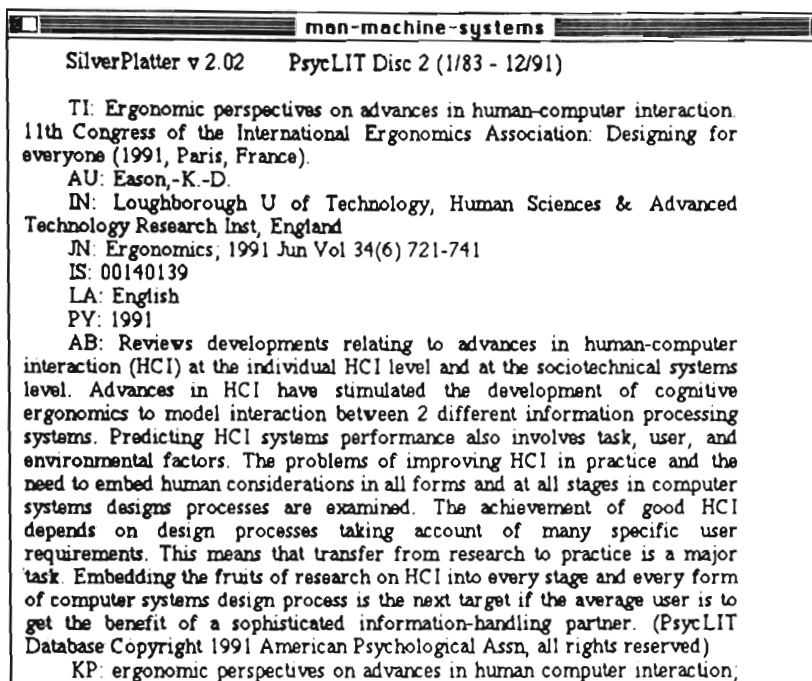 man-machine-systems
SilverPlatter v 2.02 PsycLIT Disc 2 (1/83 - 12/91)
TI: Ergonomic perspectives on advances in human-computer interaction.
11th Congress of the International Ergonomics Association: Designing for
everyone (1991, Paris, France).
AU: Eason,-K.-D.
IN: Loughborough U of Technology, Human Sciences & Advanced
Technology Research Inst, England
JN: Ergonomics; 1991 Jun Vol 34(6) 721-741
IS: 00140139
LA: English
PY: 1991
AB: Reviews developments relating to advances in human-computer
interaction (HCI) at the individual HCI level and at the sociotechnical systems
level. Advances in HCI have stimulated the development of cognitive
ergonomics to model interaction between 2 different information processing
systems. Predicting HCI systems performance also involves task, user, and
environmental factors. The problems of improving HCI in practice and the
need to embed human considerations in all forms and at all stages in computer
systems designs processes are examined. The achievement of good HCI
depends on design processes taking account of many specific user
requirements. This means that transfer from research to practice is a major
task. Embedding the fruits of research on HCI into every stage and every form
of computer systems design process is the next target if the average user is to
get the benefit of a sophisticated information-handling partner. (PsycLIT
Database Copyright 1991 American Psychological Assn, all rights reserved)
KP: ergonomic perspectives on advances in human computer interaction;